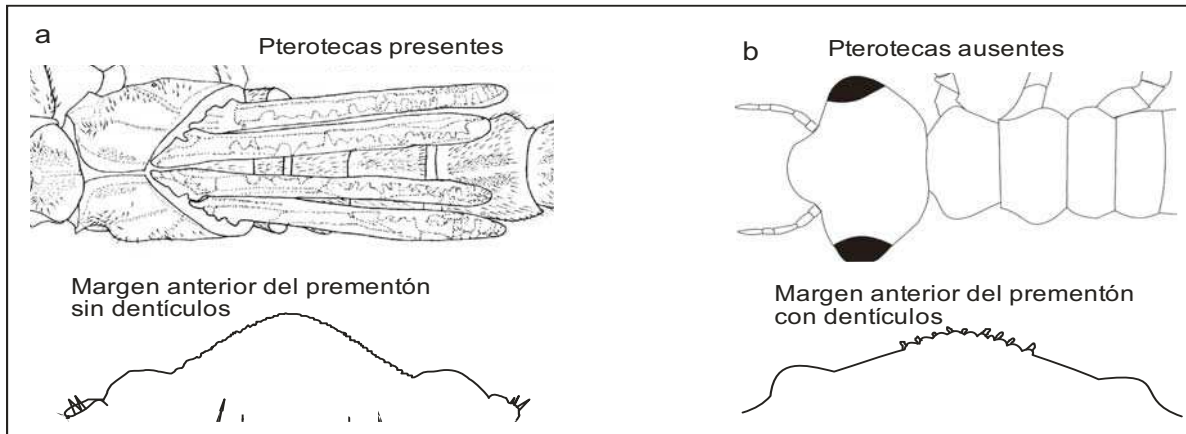 a
Pterotecas presentes
Margen anterior del prementón
sin dentículos
b
Pterotecas ausentes
Margen anterior del prementón
con dentículos